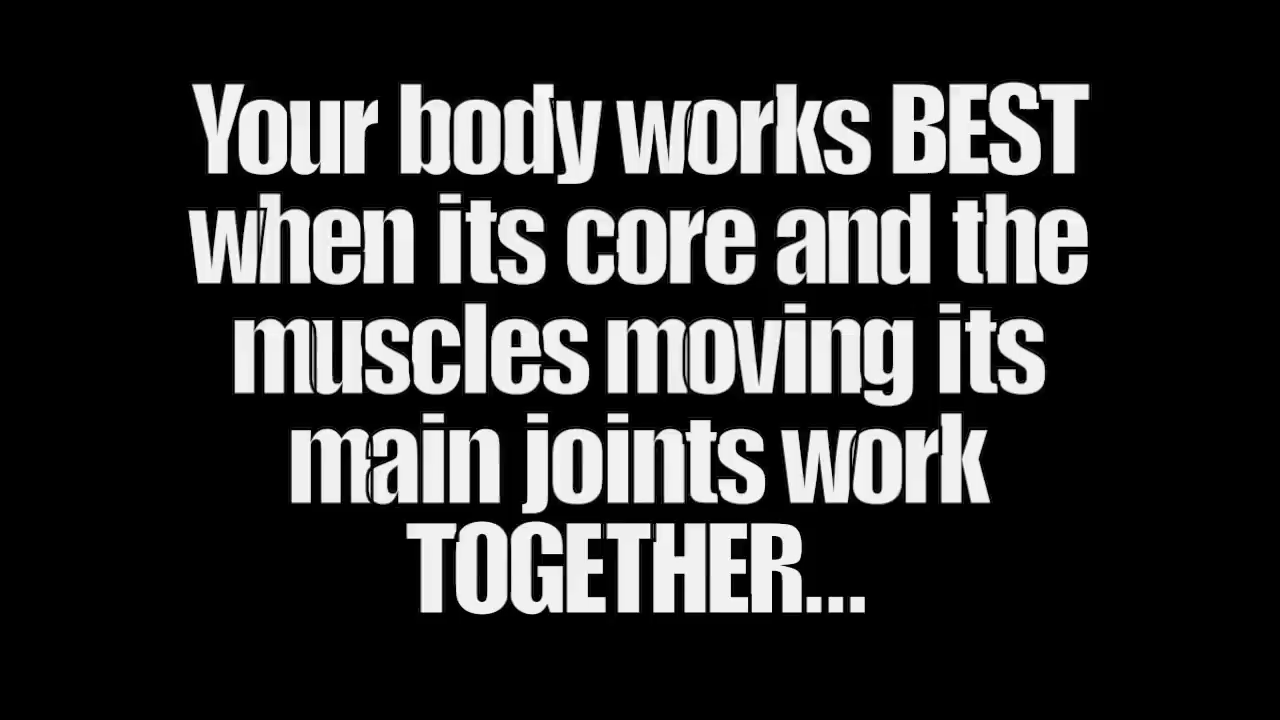 Your body works BEST
when its core and the
muscles moving its
main joints work
TOGETHER...